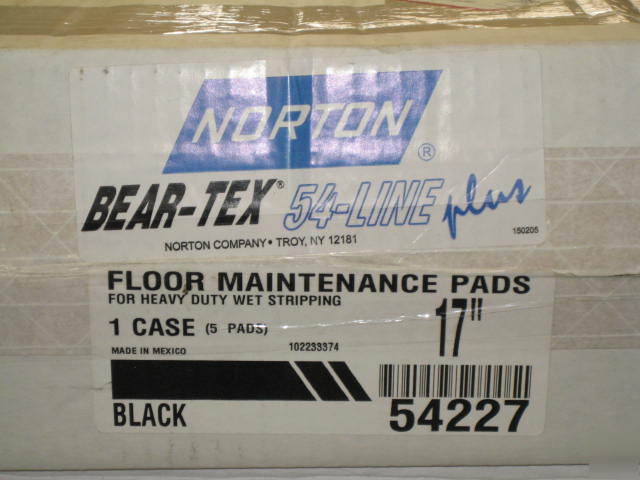 NORTON®
BEAR-TEX® 54-LINE plus
NORTON COMPANY • TROY, NY 12181
150205
FLOOR MAINTENANCE PADS
FOR HEAVY DUTY WET STRIPPING
17"
1 CASE (5 PADS)
MADE IN MEXICO
102233374
BLACK
54227